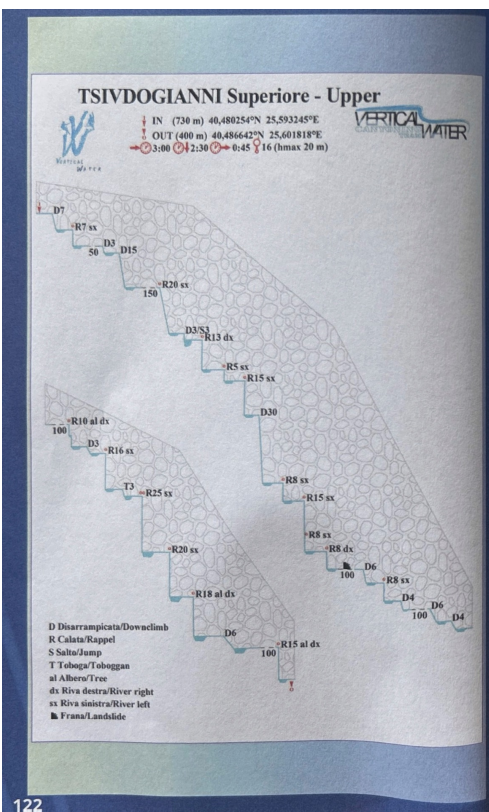 TSIVDOGIANNI Superiore - Upper
IN (730 m) 40,480254°N 25,593245°E
OUT (400 m) 40,486642°N 25,601818°E
3:00 2:30 0:45 16 (hmax 20 m)
VERTICAL WATER
VERTICAL
WATER
D7
R7 sx
50
D3
D15
R20 sx
150
D3/S3
R13 dx
R5 sx
R15 sx
D30
R8 sx
R15 sx
R8 sx
R8 dx
100
D6
R8 sx
D4
100
D6
D4
R10 al dx
100
D3
R16 sx
T3
R25 sx
R20 sx
R18 al dx
D6
100
R15 al dx
D Disarrampicata/Downclimb
R Calata/Rappel
S Salto/Jump
T Toboga/Toboggan
al Albero/Tree
dx Riva destra/River right
sx Riva sinistra/River left
Frana/Landslide
122